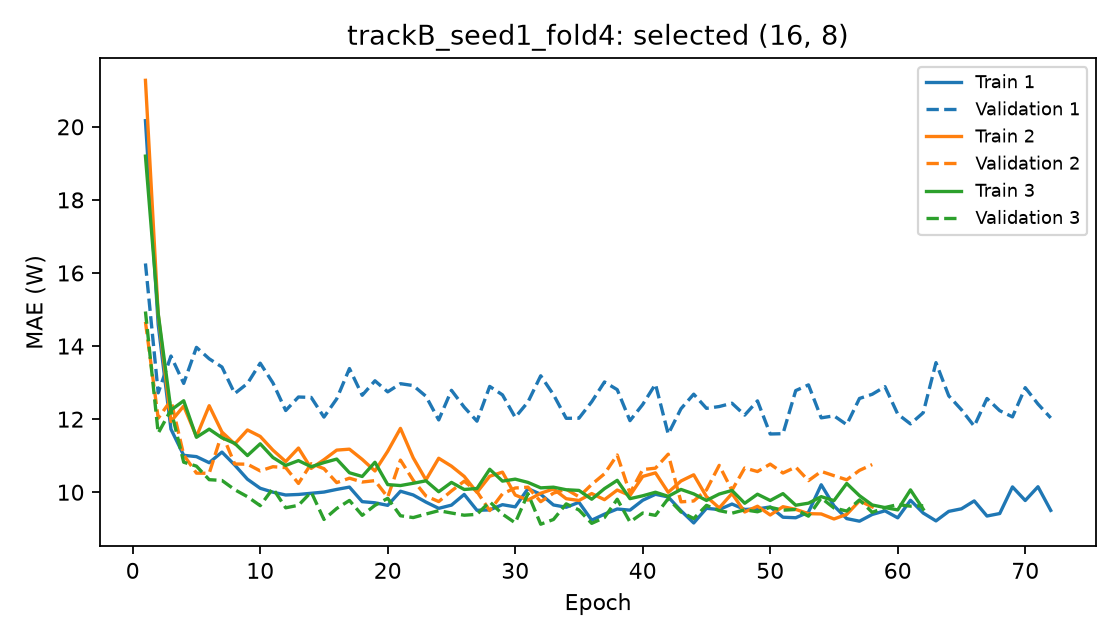 trackB_seed1_fold4: selected (16, 8)
Train 1
Validation 1
Train 2
Validation 2
Train 3
Validation 3
MAE (W)
20
18
16
14
12
10
0 10 20 30 40 50 60 70
Epoch